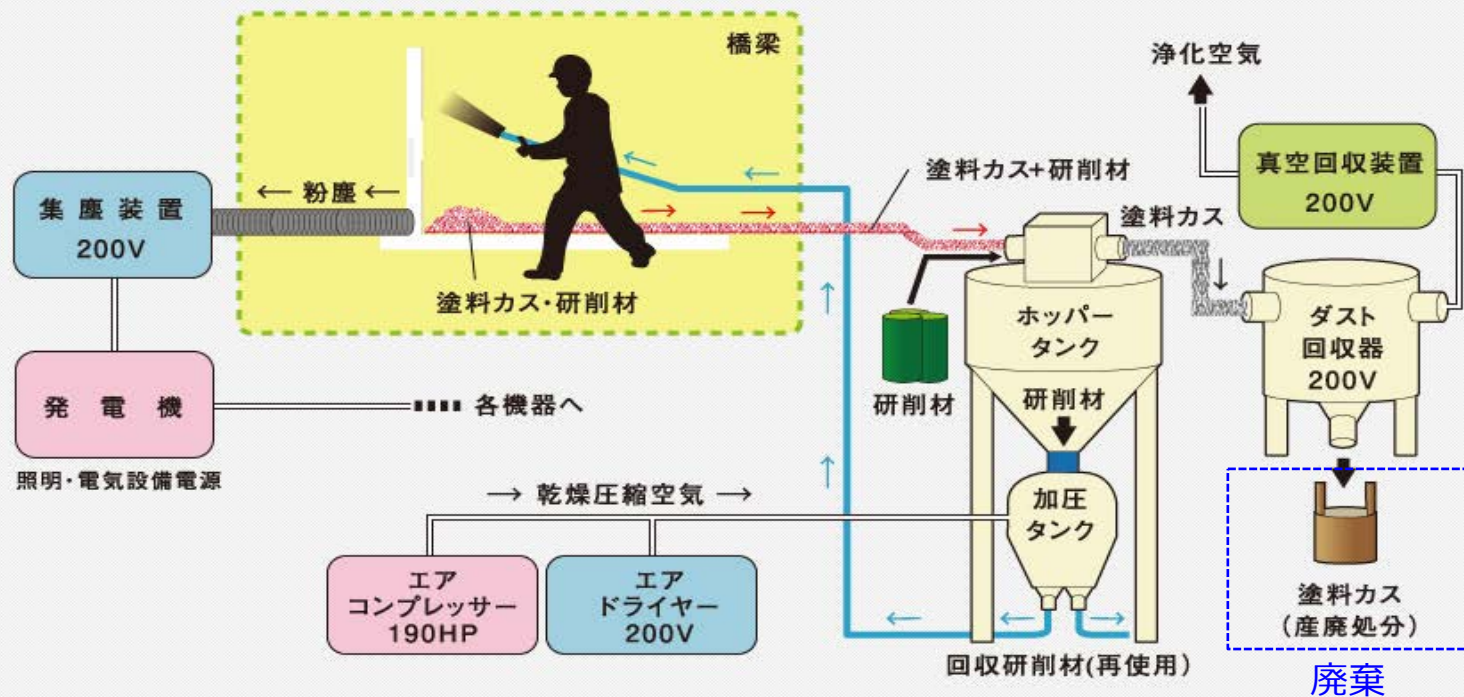 橋梁
浄化空気
真空回収装置
200V
塗料カス+研削材
← 粉塵 ←
集塵装置
200V
塗料カス
塗料カス・研削材
ホッパー
タンク
ダスト
回収器
200V
研削材
研削材
発電機
各機器へ
照明・電気設備電源
→ 乾燥圧縮空気 →
加圧
タンク
エア
コンプレッサー
190HP
エア
ドライヤー
200V
塗料カス
(産廃処分)
回収研削材(再使用)
廃棄